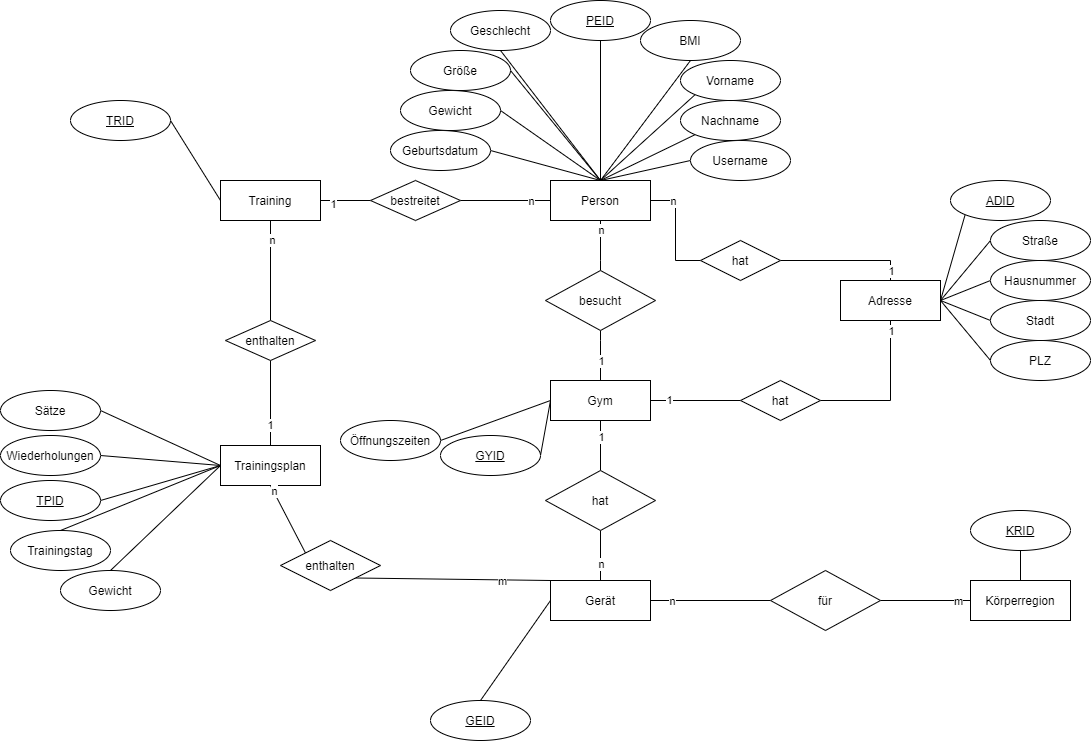 PEID
Geschlecht
BMI
Größe
Vorname
Gewicht
Nachname
TRID
Geburtsdatum
Username
Training
1
bestreitet
n
Person
n
ADID
n
n
Straße
hat
1
Hausnummer
besucht
Adresse
Stadt
1
enthalten
PLZ
1
Sätze
Gym
1
hat
1
1
Öffnungszeiten
Wiederholungen
GYID
Trainingsplan
n
TPID
hat
KRID
Trainingstag
enthalten
n
m
Gewicht
Gerät
n
für
m
Körperregion
GEID